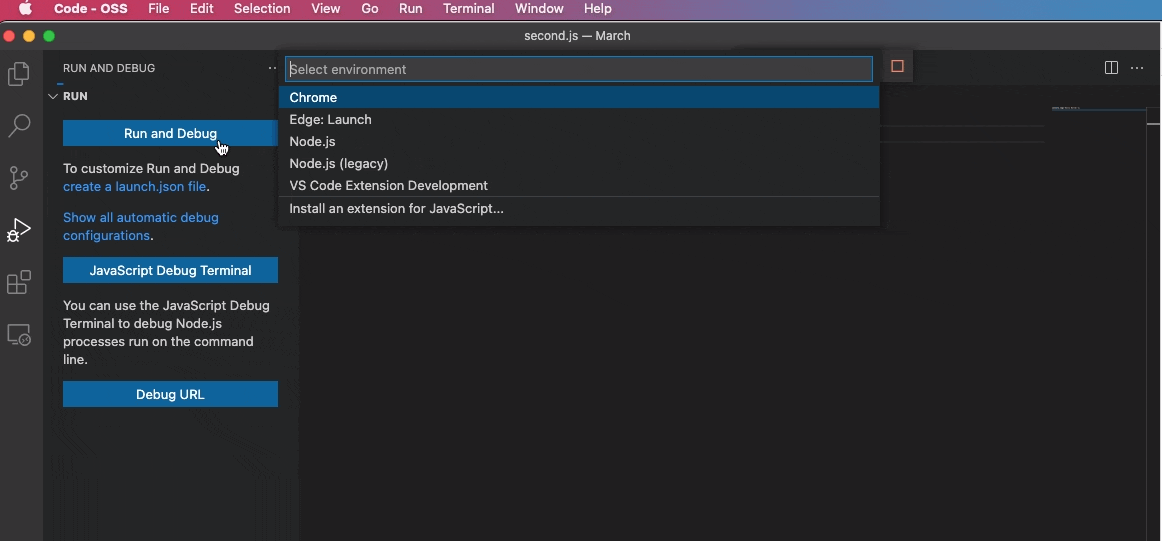 Code - OSS File Edit Selection View Go Run Terminal Window Help
second.js — March
RUN AND DEBUG
RUN
Run and Debug
To customize Run and Debug
create a launch.json file.
Show all automatic debug
configurations.
JavaScript Debug Terminal
You can use the JavaScript Debug
Terminal to debug Node.js
processes run on the command
line.
Debug URL
Select environment
Chrome
Edge: Launch
Node.js
Node.js (legacy)
VS Code Extension Development
Install an extension for JavaScript...